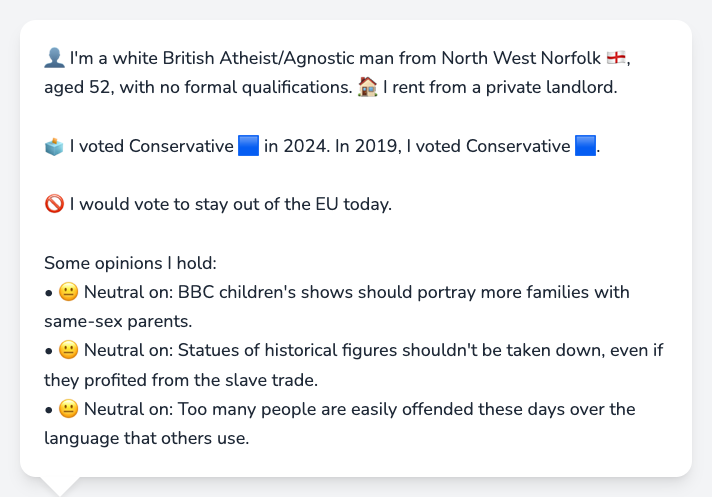 👤 I'm a white British Atheist/Agnostic man from North West Norfolk 🏴󠁧󠁢󠁥󠁮󠁧󠁿,
aged 52, with no formal qualifications. 🏠 I rent from a private landlord.
🗳️ I voted Conservative 🟦 in 2024. In 2019, I voted Conservative 🟦.
🚫 I would vote to stay out of the EU today.
Some opinions I hold:
• 😐 Neutral on: BBC children's shows should portray more families with
same-sex parents.
• 😐 Neutral on: Statues of historical figures shouldn't be taken down, even if
they profited from the slave trade.
• 😐 Neutral on: Too many people are easily offended these days over the
language that others use.